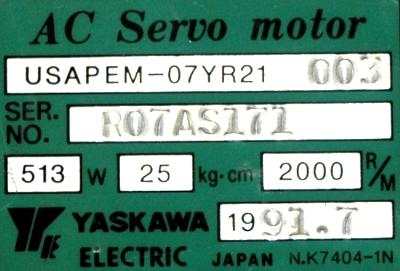 AC Servo motor
USAPEM-07YR21 003
SER. NO. R07AS171
513 W 25 kg·cm 2000 R/M
YASKAWA 1991.7
ELECTRIC JAPAN N.K7404-1N